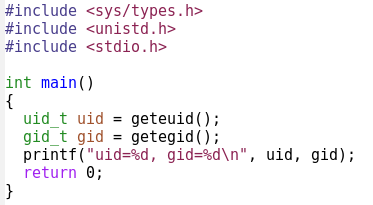 #include <sys/types.h>
#include <unistd.h>
#include <stdio.h>

int main()
{
  uid_t uid = geteuid();
  gid_t gid = getegid();
  printf("uid=%d, gid=%d\n", uid, gid);
  return 0;
}